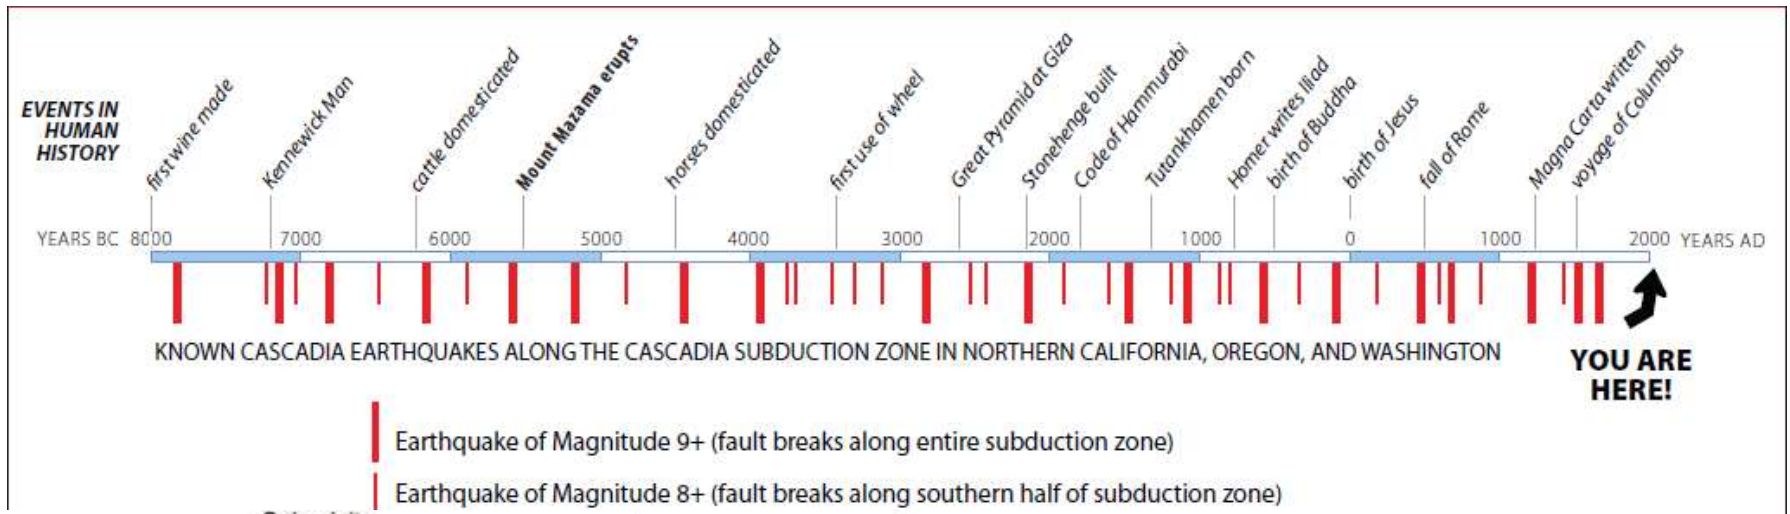 first wine made
Kennewick Man
cattle domesticated
Mount Mazama erupts
horses domesticated
first use of wheel
Great Pyramid at Giza
Stonehenge built
Code of Hammurabi
Tutankhamen born
Homer writes Iliad
birth of Buddha
birth of Jesus
fall of Rome
Magna Carta written
voyage of Columbus
EVENTS IN
HUMAN
HISTORY
YEARS BC 8000 7000 6000 5000 4000 3000 2000 1000 0 1000 2000 YEARS AD
KNOWN CASCADIA EARTHQUAKES ALONG THE CASCADIA SUBDUCTION ZONE IN NORTHERN CALIFORNIA, OREGON, AND WASHINGTON
YOU ARE
HERE!
Earthquake of Magnitude 9+ (fault breaks along entire subduction zone)
Earthquake of Magnitude 8+ (fault breaks along southern half of subduction zone)